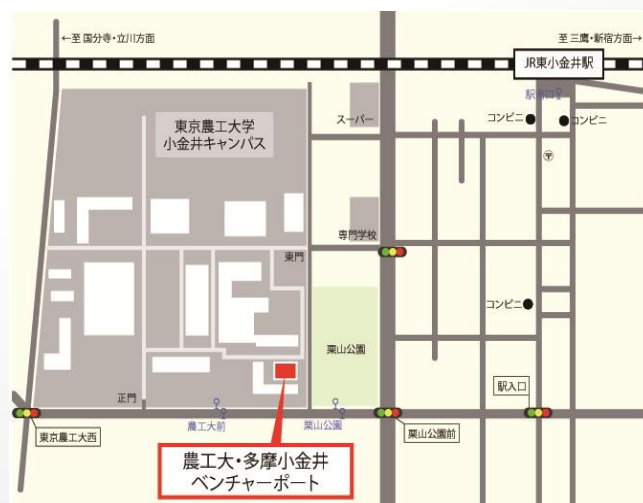 ←至 国分寺・立川方面
至 三鷹・新宿方面→
JR東小金井駅
駅南口
東京農工大学
小金井キャンパス
スーパー
コンビニ
コンビニ
〒
専門学校
東門
コンビニ
栗山公園
正門
駅入口
農工大前
栗山公園
東京農工大西
栗山公園前
農工大・多摩小金井
ベンチャーポート